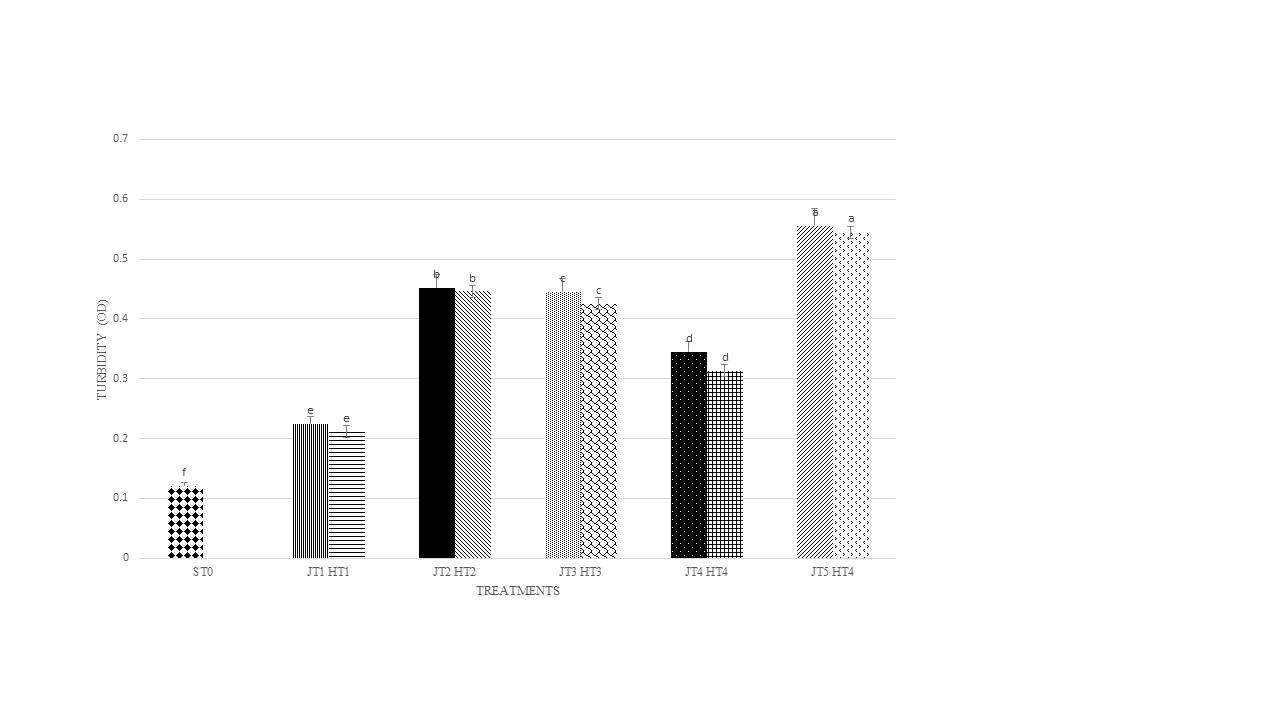 0.7
0.6
0.5
0.4
0.3
0.2
0.1
0
TURBIDITY (OD)
f
e
e
b
b
c
c
d
d
a
a
ST0
JT1 HT1
JT2 HT2
JT3 HT3
JT4 HT4
JT5 HT4
TREATMENTS